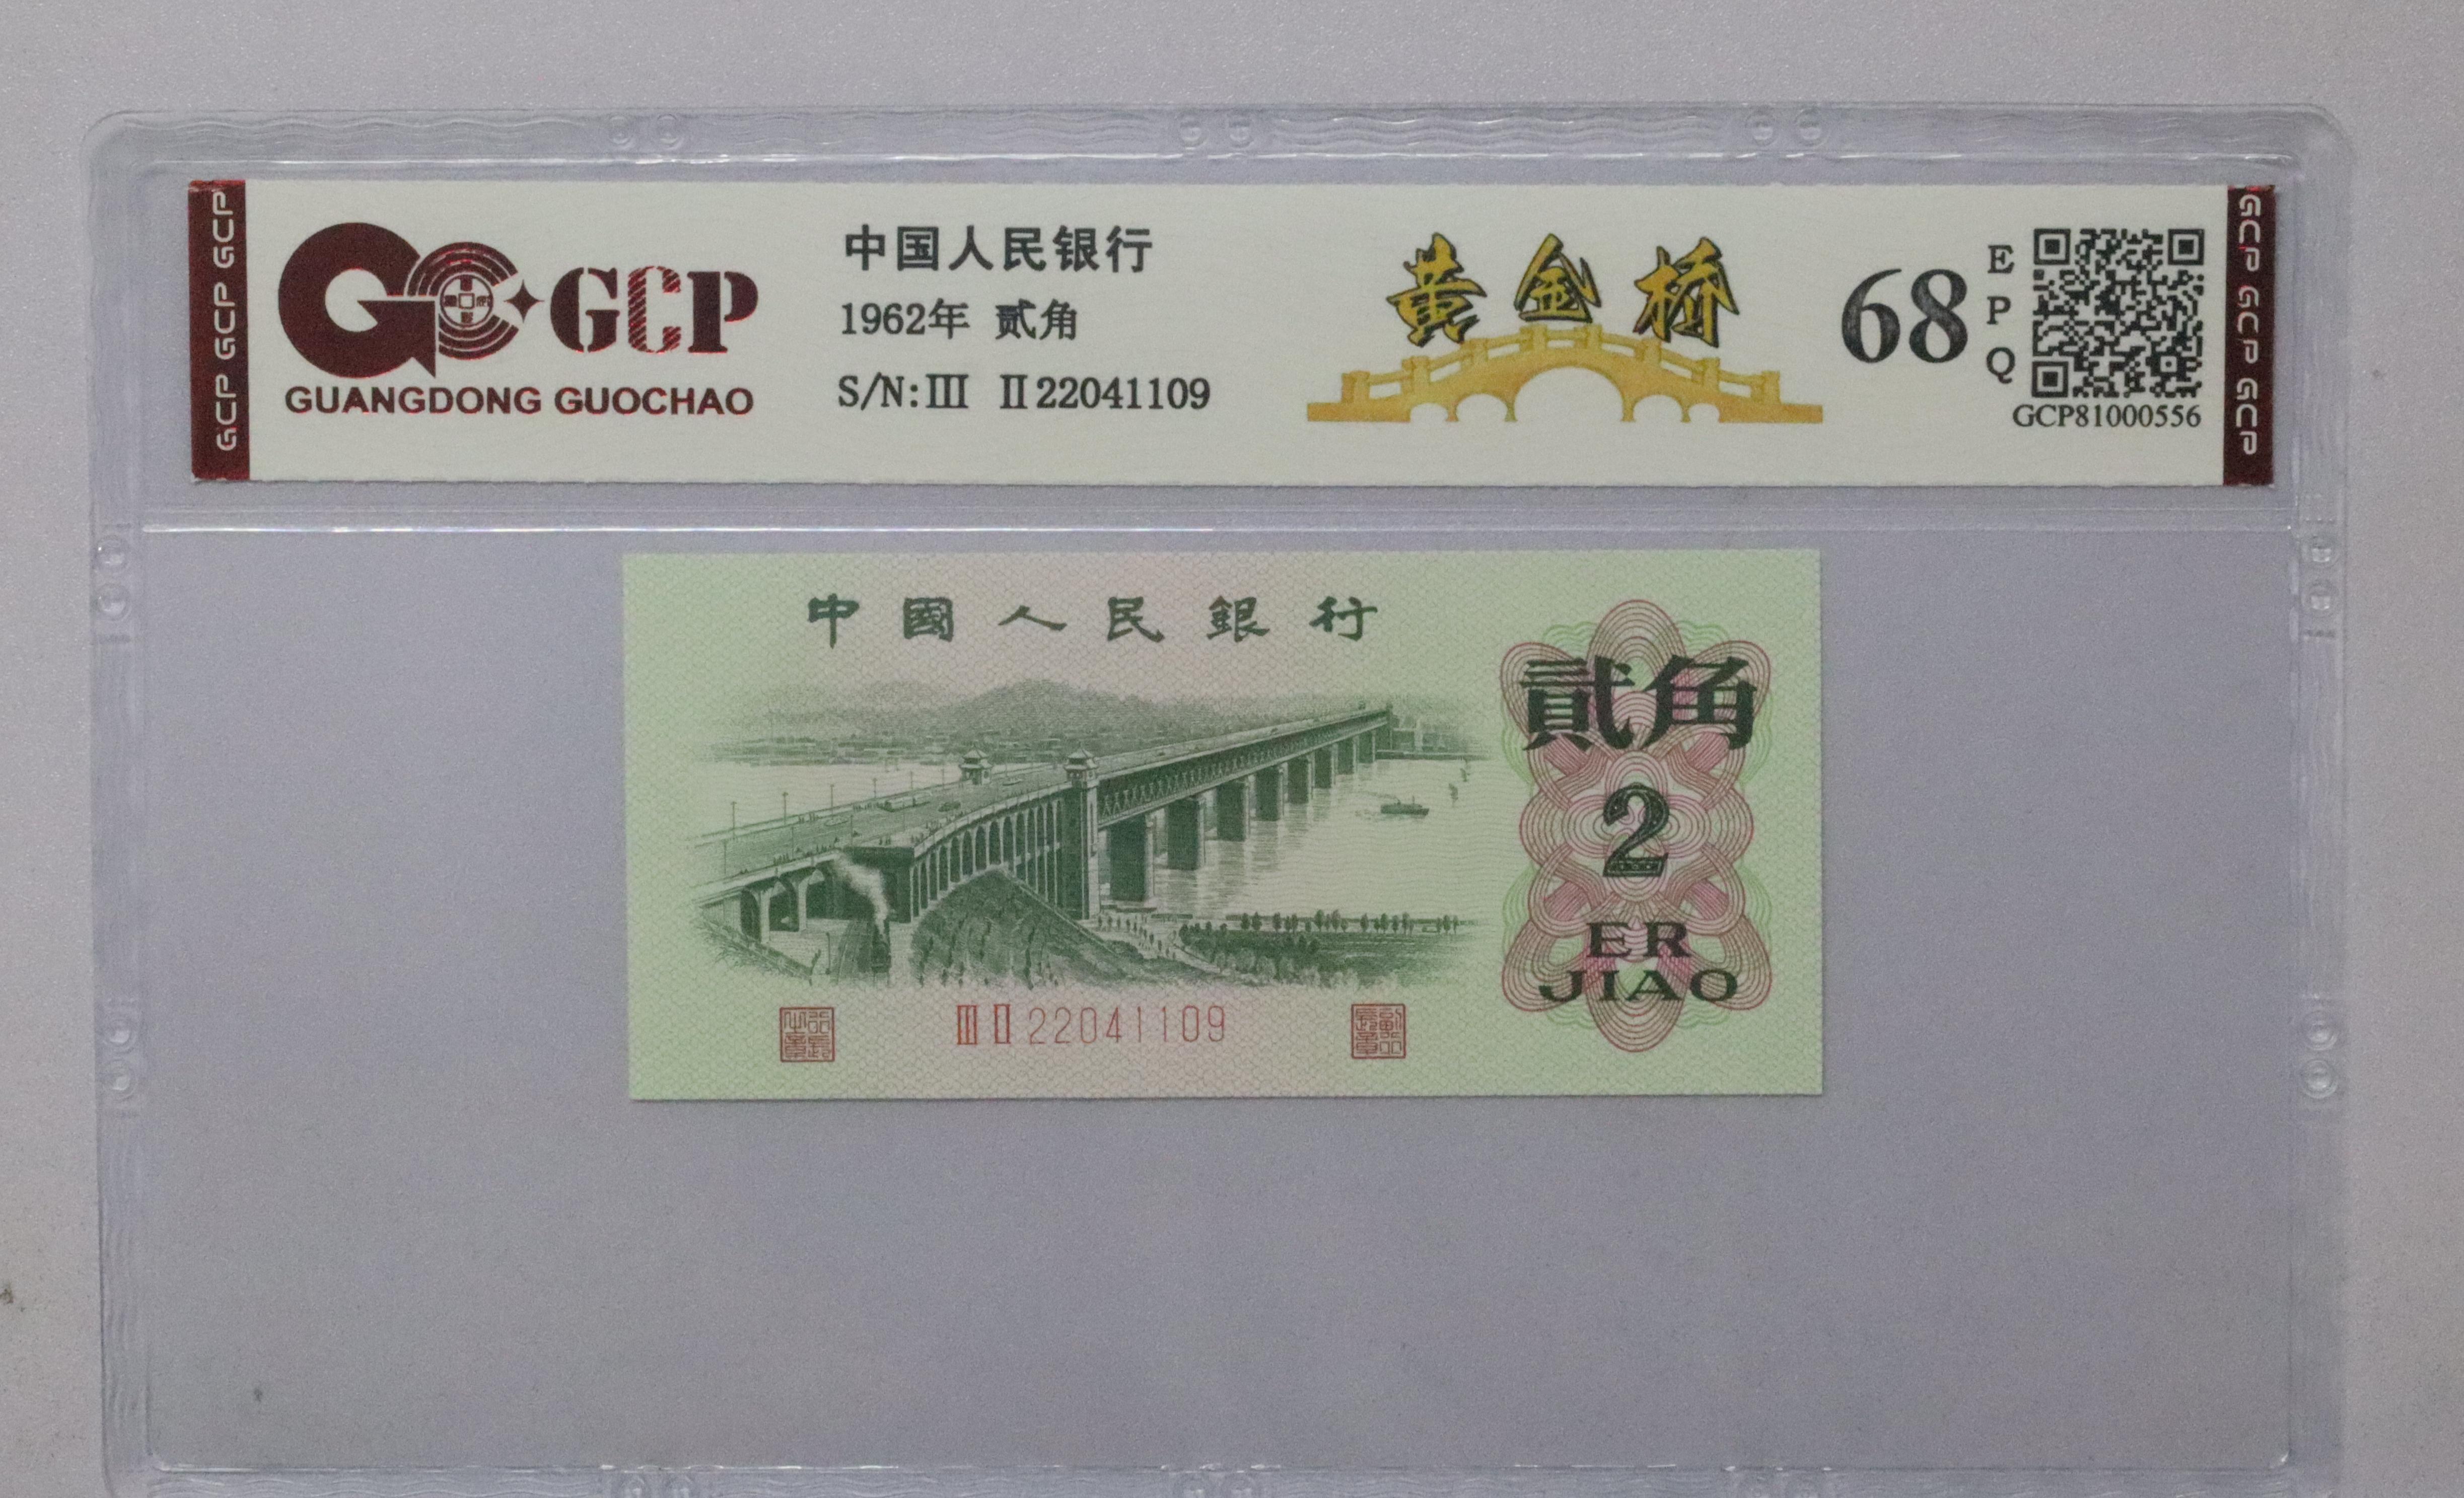 GCP GCP GCP
GCP
GUANGDONG GUOCHAO
中国人民银行
1962年 贰角
S/N:Ⅲ Ⅱ22041109
黄金桥
68
EPQ
GCP81000556
GCP GCP GCP
中國人民銀行
貳角
2
ER
JIAO
Ⅲ Ⅱ 22041109